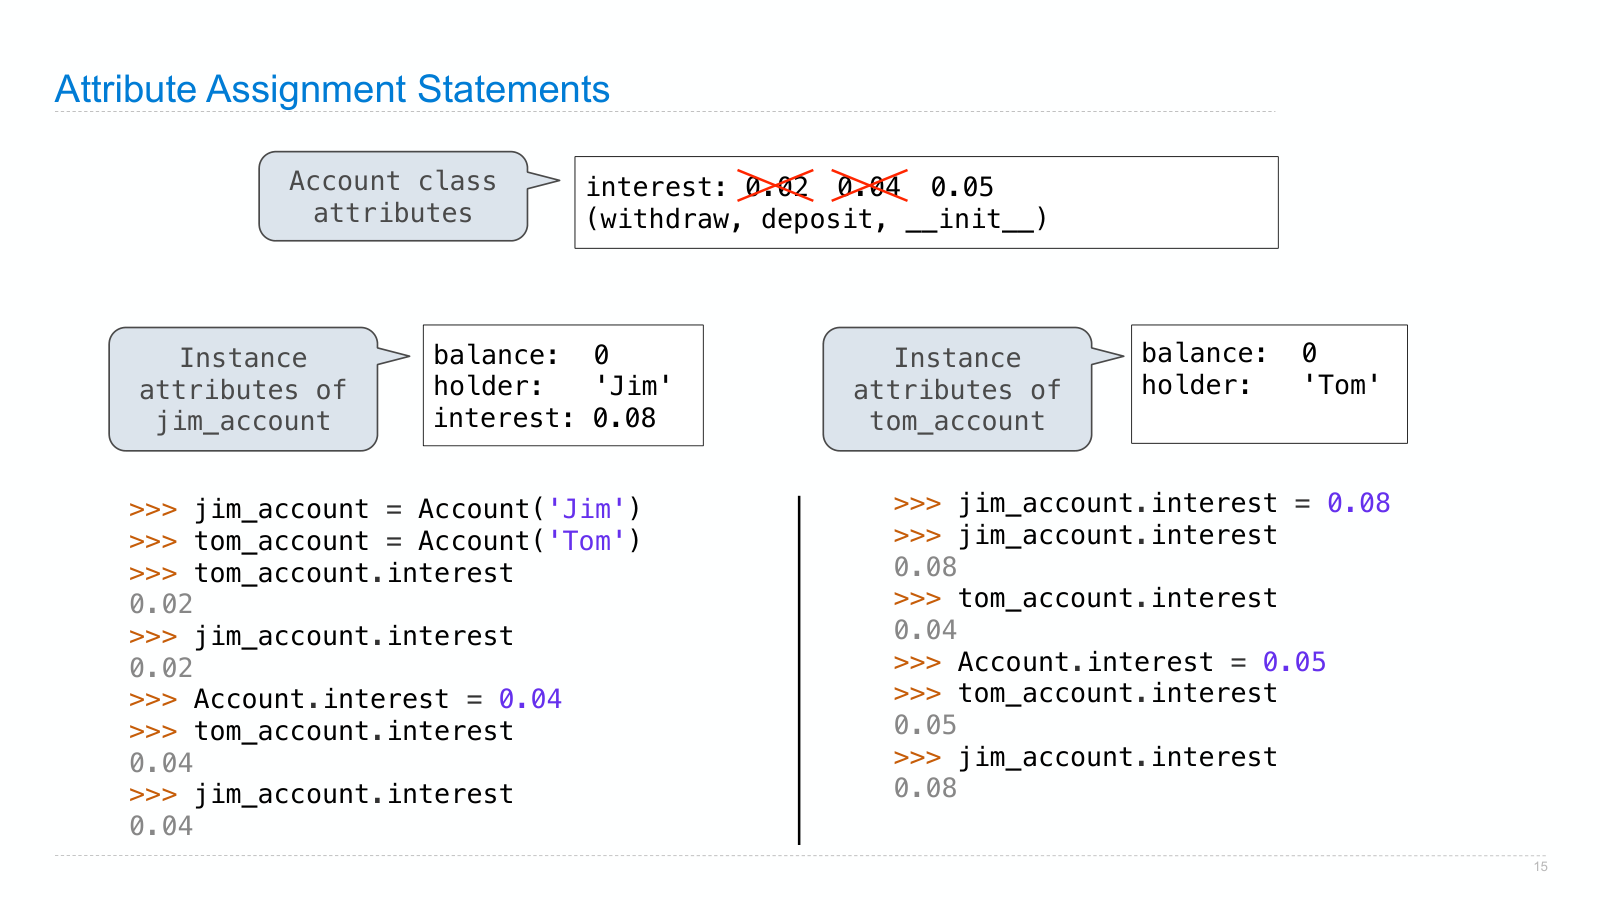 Attribute Assignment Statements
Account class
attributes
interest: 0.02 0.04 0.05
(withdraw, deposit, __init__)
Instance
attributes of
jim_account
balance: 0
holder: 'Jim'
interest: 0.08
Instance
attributes of
tom_account
balance: 0
holder: 'Tom'
>>> jim_account = Account('Jim')
>>> tom_account = Account('Tom')
>>> tom_account.interest
0.02
>>> jim_account.interest
0.02
>>> Account.interest = 0.04
>>> tom_account.interest
0.04
>>> jim_account.interest
0.04
>>> jim_account.interest = 0.08
>>> jim_account.interest
0.08
>>> tom_account.interest
0.04
>>> Account.interest = 0.05
>>> tom_account.interest
0.05
>>> jim_account.interest
0.08
15